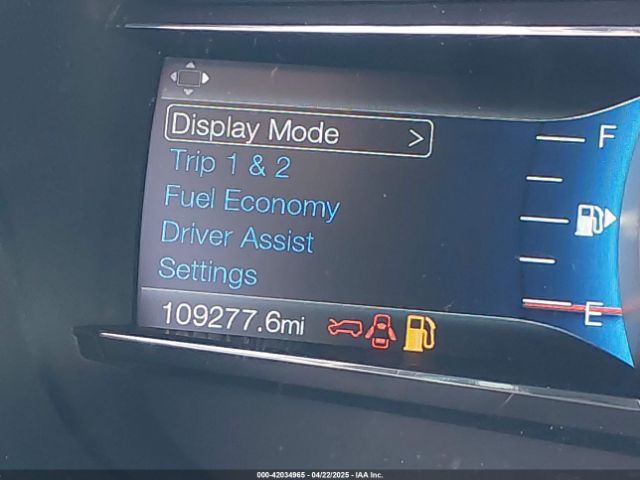 Display Mode >
Trip 1 & 2
Fuel Economy
Driver Assist
Settings
109277.6mi
F
E
000-42034965 - 04/22/2025 - IAA Inc.